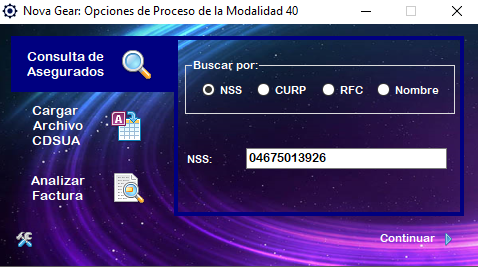 Nova Gear: Opciones de Proceso de la Modalidad 40
Consulta de
Asegurados
Cargar
Archivo
CDSUA
Analizar
Factura
Buscar por:
NSS
CURP
RFC
Nombre
NSS:
04675013926
Continuar